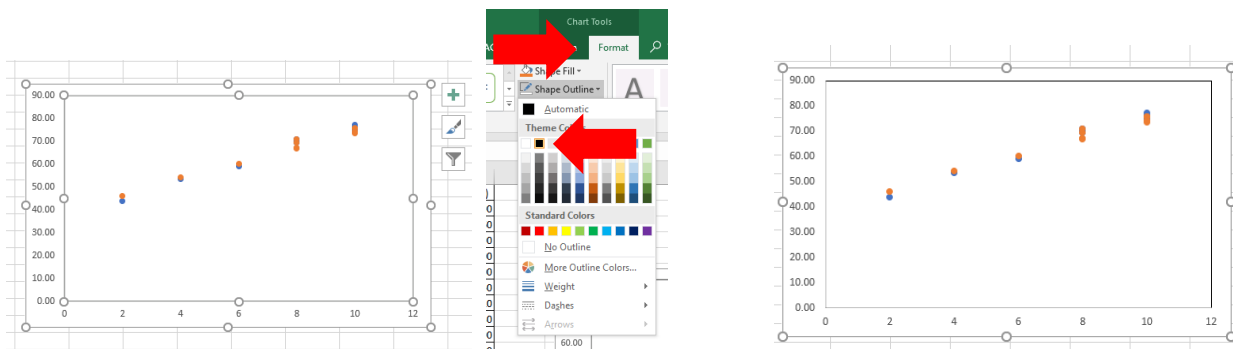 90.00
80.00
70.00
60.00
50.00
40.00
30.00
20.00
10.00
0.00
0 2 4 6 8 10 12
Chart Tools
Format
Shape Fill
Shape Outline
A
Automatic
Theme
Standard Colors
No Outline
More Outline Colors...
Weight
Dashes
Arrows
60.00
90.00
80.00
70.00
60.00
50.00
40.00
30.00
20.00
10.00
0.00
0 2 4 6 8 10 12